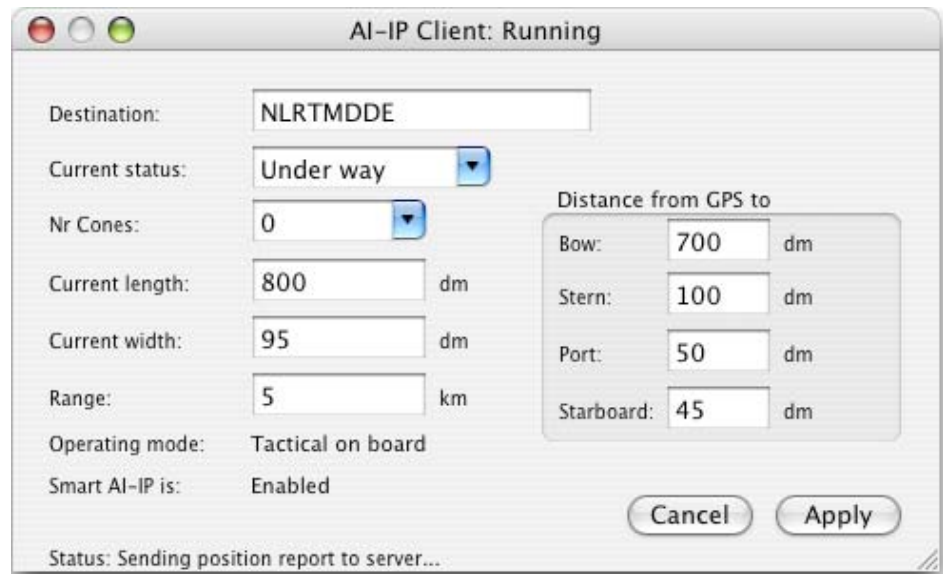 AI-IP Client: Running
Destination: NLRTMDDE
Current status: Under way
Nr Cones: 0
Current length: 800 dm
Current width: 95 dm
Range: 5 km
Operating mode: Tactical on board
Smart AI-IP is: Enabled
Distance from GPS to
Bow: 700 dm
Stern: 100 dm
Port: 50 dm
Starboard: 45 dm
Cancel Apply
Status: Sending position report to server...